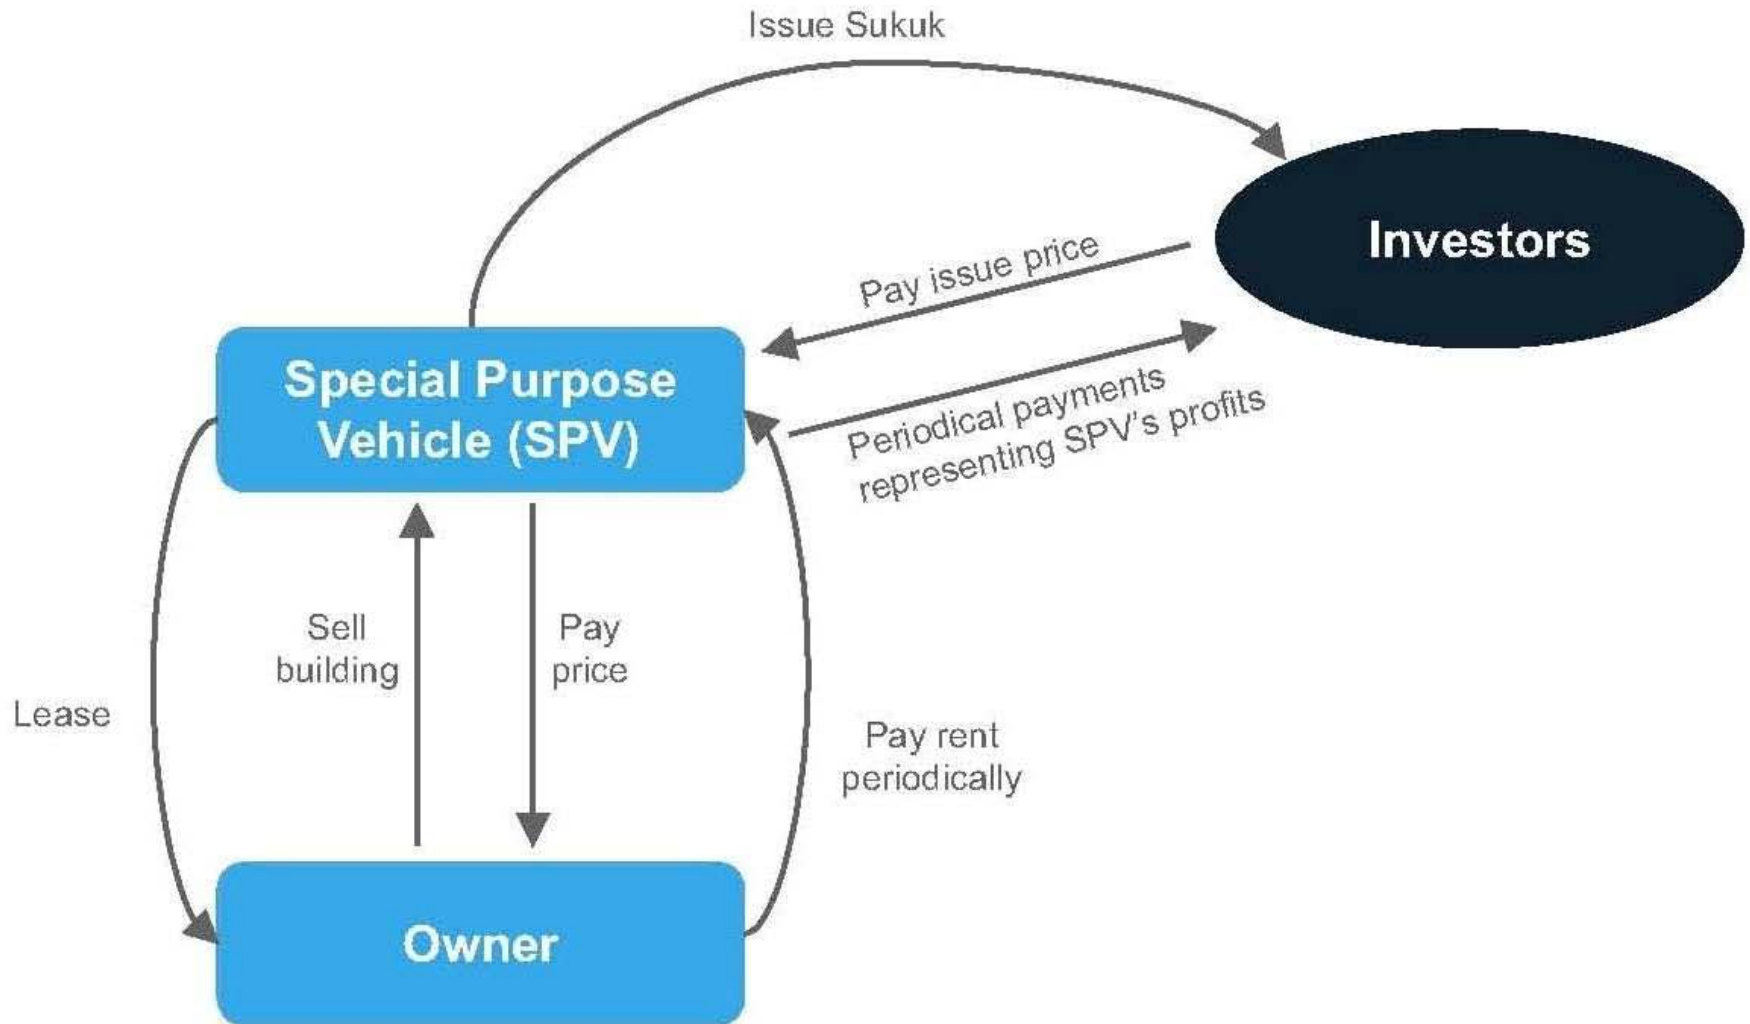 Issue Sukuk
Investors
Pay issue price
Special Purpose
Vehicle (SPV)
Periodical payments
representing SPV's profits
Sell
building
Pay
price
Lease
Pay rent
periodically
Owner